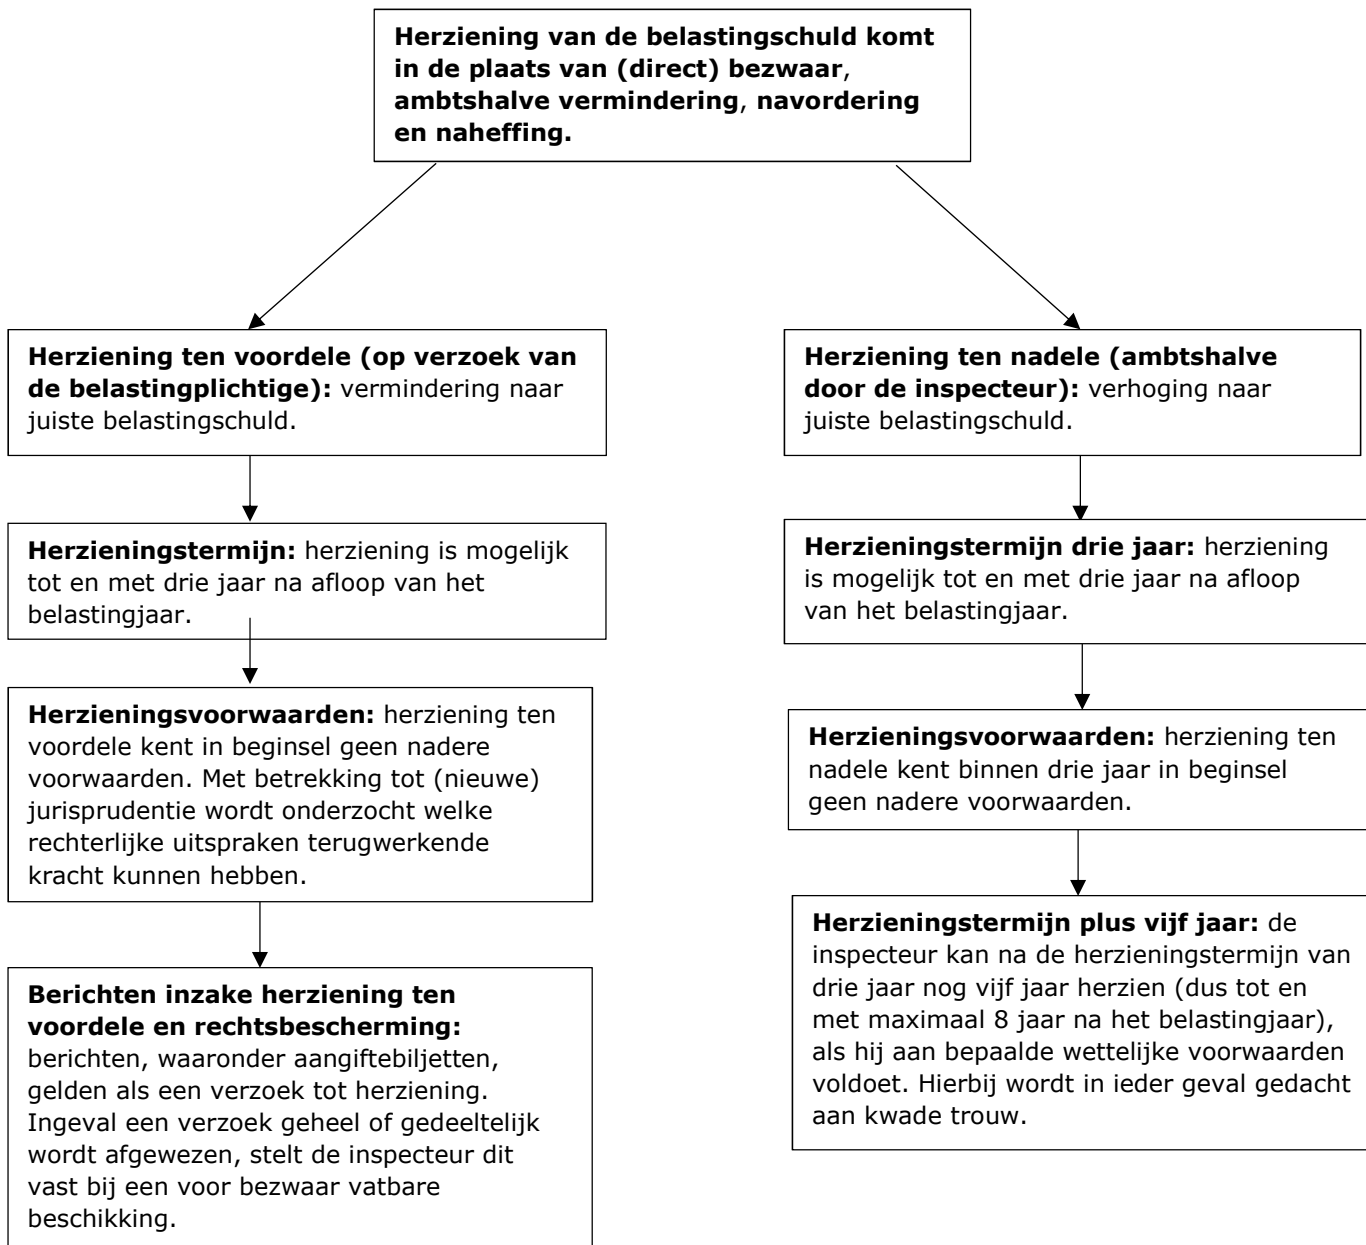 Herziening van de belastingschuld komt
in de plaats van (direct) bezwaar,
ambtshalve vermindering, navordering
en naheffing.
Herziening ten voordele (op verzoek van
de belastingplichtige): vermindering naar
juiste belastingschuld.
Herzieningstermijn: herziening is mogelijk
tot en met drie jaar na afloop van het
belastingjaar.
Herzieningsvoorwaarden: herziening ten
voordele kent in beginsel geen nadere
voorwaarden. Met betrekking tot (nieuwe)
jurisprudentie wordt onderzocht welke
rechterlijke uitspraken terugwerkende
kracht kunnen hebben.
Berichten inzake herziening ten
voordele en rechtsbescherming:
berichten, waaronder aangiftebiljetten,
gelden als een verzoek tot herziening.
Ingeval een verzoek geheel of gedeeltelijk
wordt afgewezen, stelt de inspecteur dit
vast bij een voor bezwaar vatbare
beschikking.
Herziening ten nadele (ambtshalve
door de inspecteur): verhoging naar
juiste belastingschuld.
Herzieningstermijn drie jaar: herziening
is mogelijk tot en met drie jaar na afloop
van het belastingjaar.
Herzieningsvoorwaarden: herziening ten
nadele kent binnen drie jaar in beginsel
geen nadere voorwaarden.
Herzieningstermijn plus vijf jaar: de
inspecteur kan na de herzieningstermijn van
drie jaar nog vijf jaar herzien (dus tot en
met maximaal 8 jaar na het belastingjaar),
als hij aan bepaalde wettelijke voorwaarden
voldoet. Hierbij wordt in ieder geval gedacht
aan kwade trouw.